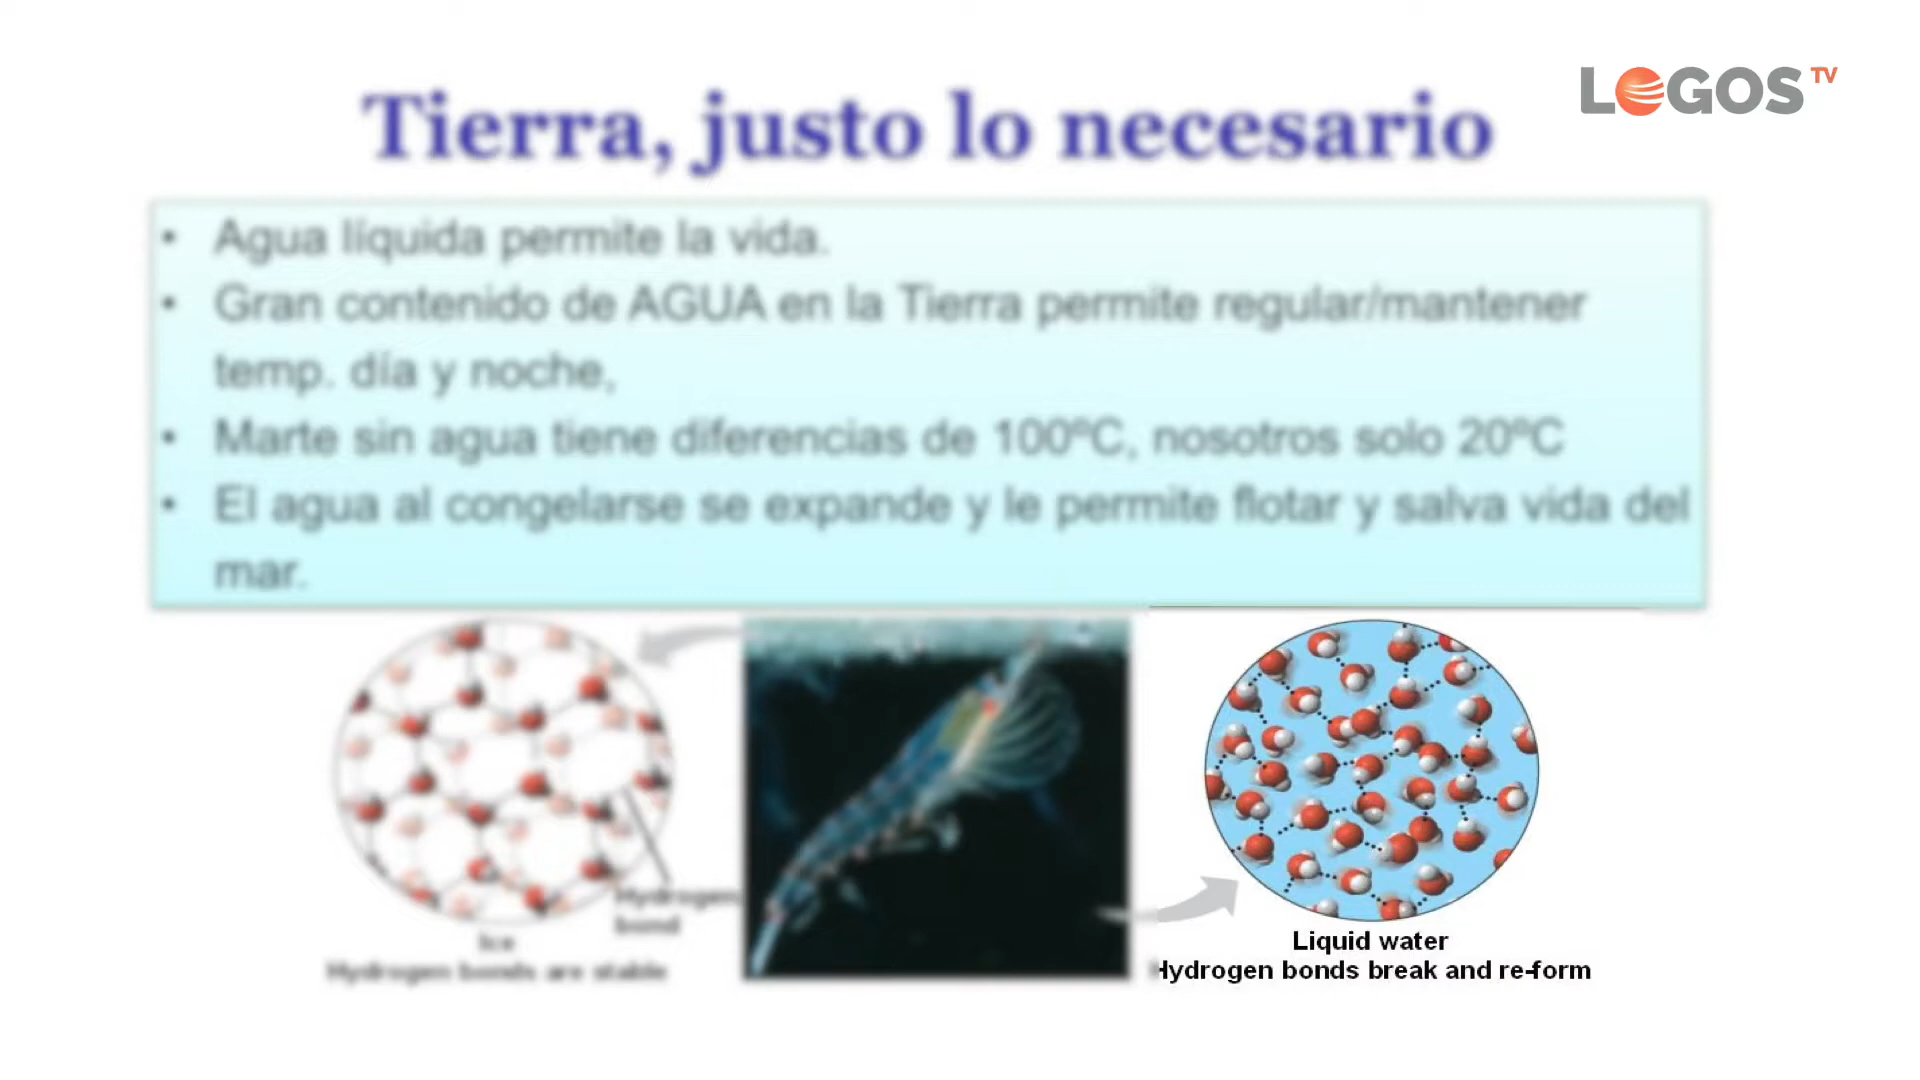 LOGOS TV
Tierra, justo lo necesario
• Agua líquida permite la vida.
• Gran contenido de AGUA en la Tierra permite regular/mantener
temp. día y noche,
• Marte sin agua tiene diferencias de 100ºC, nosotros solo 20ºC
• El agua al congelarse se expande y le permite flotar y salva vida del
mar.
Hydrogen
bond
Ice
Hydrogen bonds are stable
Liquid water
Hydrogen bonds break and re-form